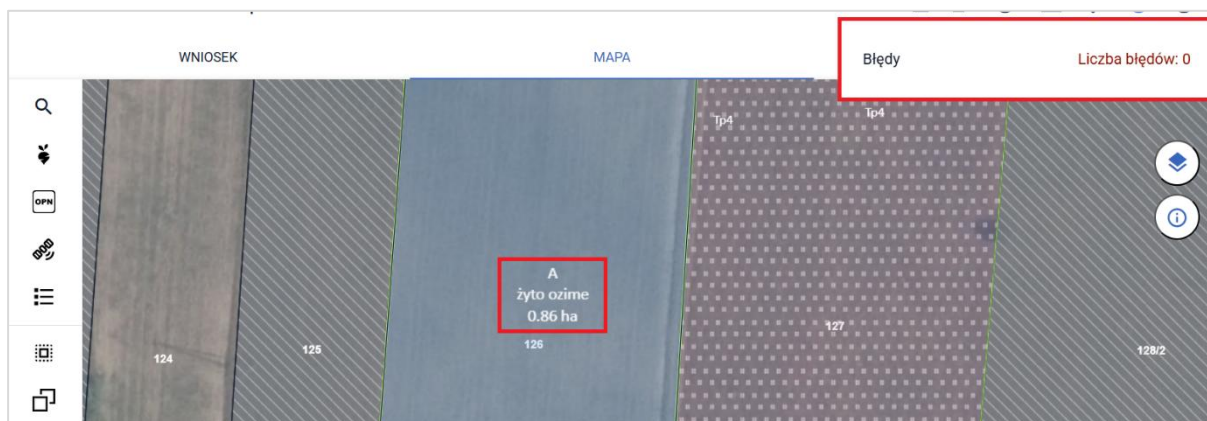 WNIOSEK
MAPA
Błędy
Liczba błędów: 0
Tp4
Tp4
OPN
A
żyto ozime
0.86 ha
124
125
126
127
128/2